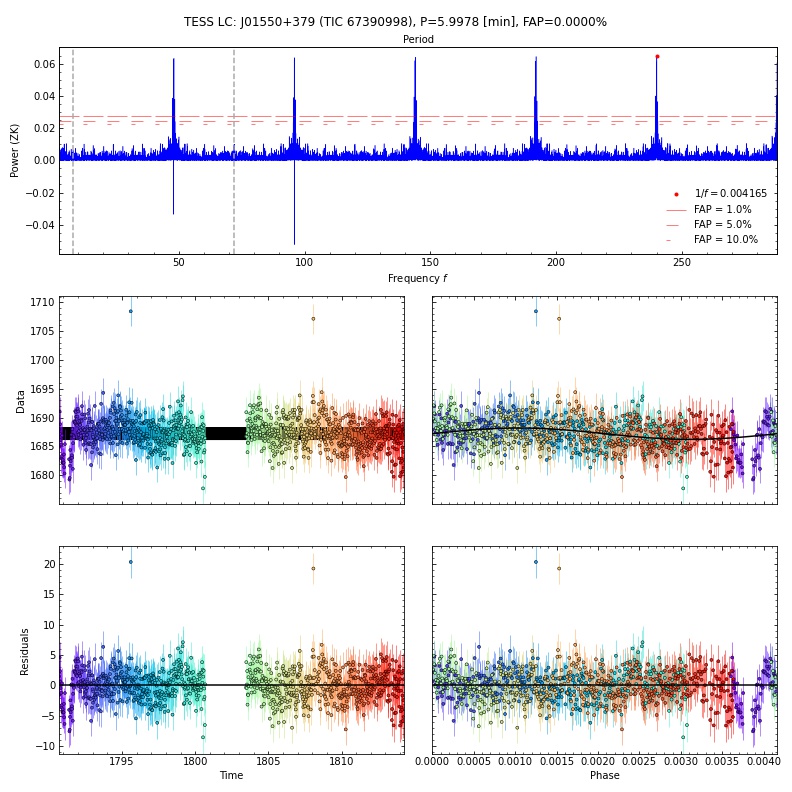 TESS LC: J01550+379 (TIC 67390998), P=5.9978 [min], FAP=0.0000%
Period
Power (ZK)
0.06
0.04
0.02
0.00
−0.02
−0.04
1/f = 0.004165
FAP = 1.0%
FAP = 5.0%
FAP = 10.0%
50 100 150 200 250
Frequency f
Data
1710
1705
1700
1695
1690
1685
1680
Residuals
20
15
10
5
0
−5
−10
1795 1800 1805 1810
Time
0.0000 0.0005 0.0010 0.0015 0.0020 0.0025 0.0030 0.0035 0.0040
Phase